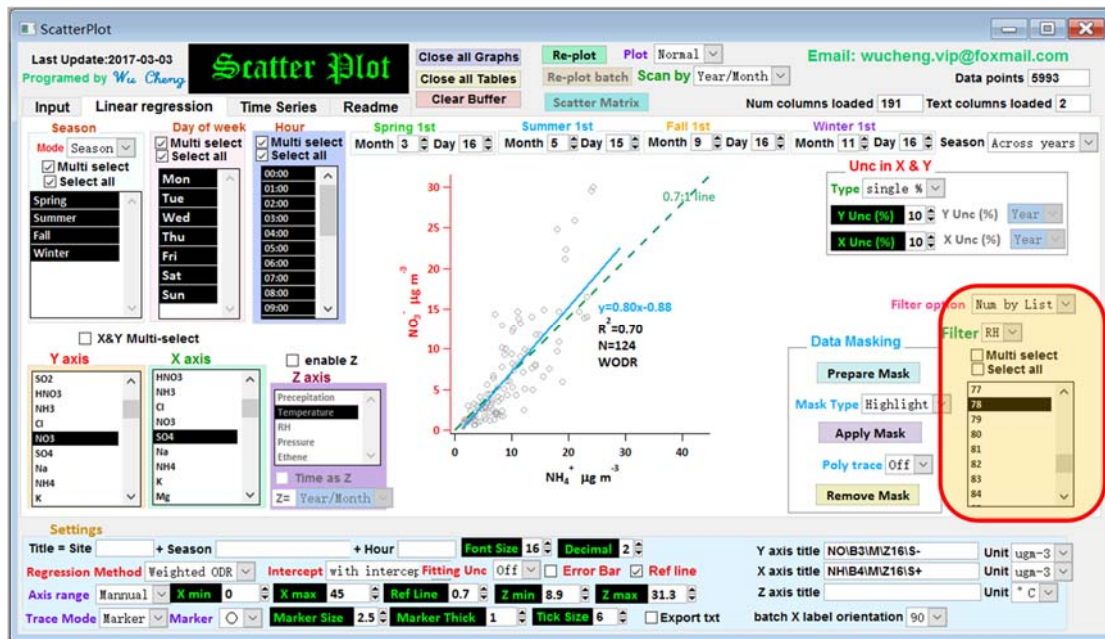 ScatterPlot
Last Update:2017-03-03
Programed by Wu Cheng
Scatter Plot
Close all Graphs
Close all Tables
Clear Buffer
Re-plot Plot Normal
Re-plot batch Scan by Year/Month
Scatter Matrix
Email: wucheng.vip@foxmail.com
Data points 5993
Num columns loaded 191 Text columns loaded 2
Input Linear regression Time Series Readme
Season
Mode Season
Multi select
Select all
Spring
Summer
Fall
Winter
Day of week
Multi select
Select all
Mon
Tue
Wed
Thu
Fri
Sat
Sun
Hour
Multi select
Select all
00:00
01:00
02:00
03:00
04:00
05:00
06:00
07:00
08:00
09:00
Spring 1st
Month 3 Day 16
Summer 1st
Month 5 Day 15
Fall 1st
Month 9 Day 16
Winter 1st
Month 11 Day 16
Season Across years
Unc in X & Y
Type single %
Y Unc (%) 10 Y Unc (%) Year
X Unc (%) 10 X Unc (%) Year
30
25
20
15
10
5
0
NO₃⁻ μg m⁻³
0.7:1 line
y=0.80x-0.88
R²=0.70
N=124
WODR
0 10 20 30 40
NH₄⁺ μg m⁻³
Filter option Num by List
Filter RH
Multi select
Select all
77
78
79
80
81
82
83
84
Data Masking
Prepare Mask
Mask Type Highlight
Apply Mask
Poly trace Off
Remove Mask
X&Y Multi-select
Y axis
SO2
HNO3
NH3
Cl
NO3
SO4
Na
NH4
K
X axis
HNO3
NH3
Cl
NO3
SO4
Na
NH4
K
Mg
enable Z
Z axis
Precipitation
Temperature
RH
Pressure
Ethene
Time as Z
Z= Year/Month
Settings
Title = Site + Season + Hour Font Size 16 Decimal 2
Y axis title NO\B3\M\Z16\S- Unit ugm-3
Regression Method Weighted ODR Intercept with intercep Fitting Unc Off Error Bar Ref line
X axis title NH\B4\M\Z16\S+ Unit ugm-3
Axis range Mannual X min 0 X max 45 Ref Line 0.7 Z min 8.9 Z max 31.3
Z axis title Unit °C
Trace Mode Marker Marker Marker Size 2.5 Marker Thick 1 Tick Size 6 Export txt
batch X label orientation 90